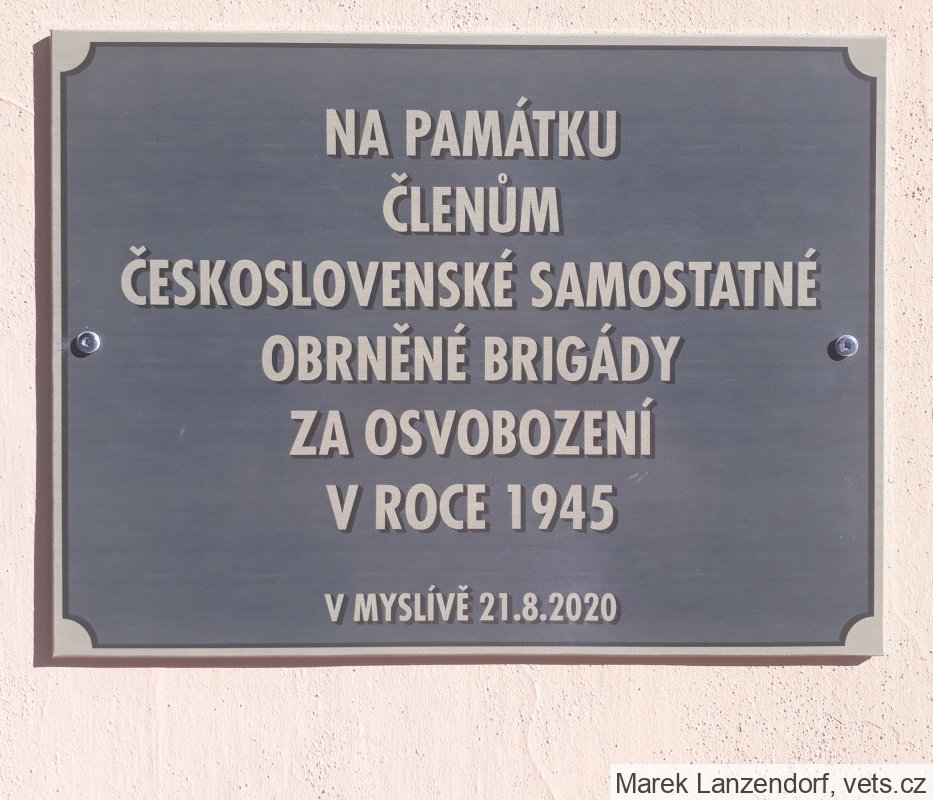 NA PAMÁTKU
ČLENŮM
ČESKOSLOVENSKÉ SAMOSTATNÉ
OBRNĚNÉ BRIGÁDY
ZA OSVOBOZENÍ
V ROCE 1945
V MYSLÍVĚ 21.8.2020
Marek Lanzendorf, vets.cz